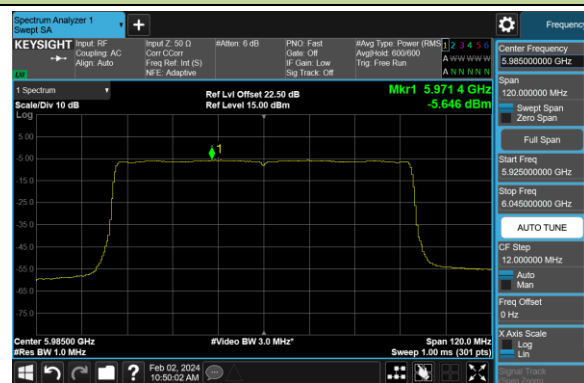 Spectrum Analyzer 1
Swept SA
Frequency
KEYSIGHT
Input: RF
Coupling: AC
Align: Auto
Input Z: 50 Ω
Corr CCorr
Freq Ref: Int (S)
NFE: Adaptive
#Atten: 6 dB
PNO: Fast
Gate: Off
IF Gain: Low
Sig Track: Off
#Avg Type: Power (RMS)
Avg|Hold: 600/600
Trig: Free Run
1 2 3 4 5 6
A W W W W W
A N N N N N
LXI
1 Spectrum
Scale/Div 10 dB
Log
Ref Lvl Offset 22.50 dB
Ref Level 15.00 dBm
Mkr1 5.971 4 GHz
-5.646 dBm
1
5.00
-5.00
-15.0
-25.0
-35.0
-45.0
-55.0
-65.0
-75.0
Center 5.98500 GHz
#Res BW 1.0 MHz
#Video BW 3.0 MHz*
Span 120.0 MHz
Sweep 1.00 ms (301 pts)
Center Frequency
5.985000000 GHz
Span
120.000000 MHz
Swept Span
Zero Span
Full Span
Start Freq
5.925000000 GHz
Stop Freq
6.045000000 GHz
AUTO TUNE
CF Step
12.000000 MHz
Auto
Man
Freq Offset
0 Hz
X Axis Scale
Log
Lin
Signal Track
Feb 02, 2024
10:50:02 AM